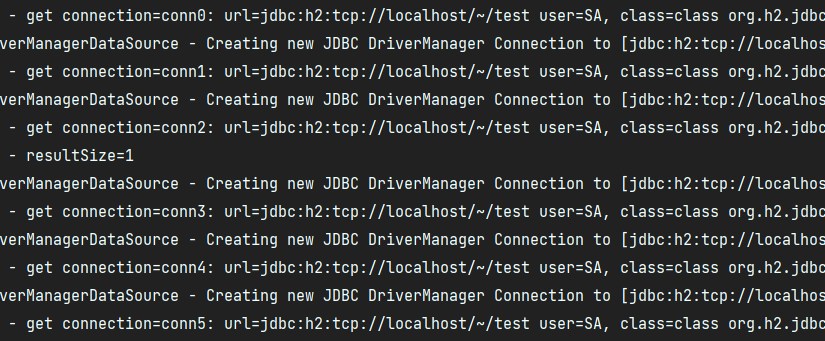 - get connection=conn0: url=jdbc:h2:tcp://localhost/~/test user=SA, class=class org.h2.jdbc
verManagerDataSource - Creating new JDBC DriverManager Connection to [jdbc:h2:tcp://localhos
- get connection=conn1: url=jdbc:h2:tcp://localhost/~/test user=SA, class=class org.h2.jdbc
verManagerDataSource - Creating new JDBC DriverManager Connection to [jdbc:h2:tcp://localhos
- get connection=conn2: url=jdbc:h2:tcp://localhost/~/test user=SA, class=class org.h2.jdbc
- resultSize=1
verManagerDataSource - Creating new JDBC DriverManager Connection to [jdbc:h2:tcp://localhos
- get connection=conn3: url=jdbc:h2:tcp://localhost/~/test user=SA, class=class org.h2.jdbc
verManagerDataSource - Creating new JDBC DriverManager Connection to [jdbc:h2:tcp://localhos
- get connection=conn4: url=jdbc:h2:tcp://localhost/~/test user=SA, class=class org.h2.jdbc
verManagerDataSource - Creating new JDBC DriverManager Connection to [jdbc:h2:tcp://localhos
- get connection=conn5: url=jdbc:h2:tcp://localhost/~/test user=SA, class=class org.h2.jdbc